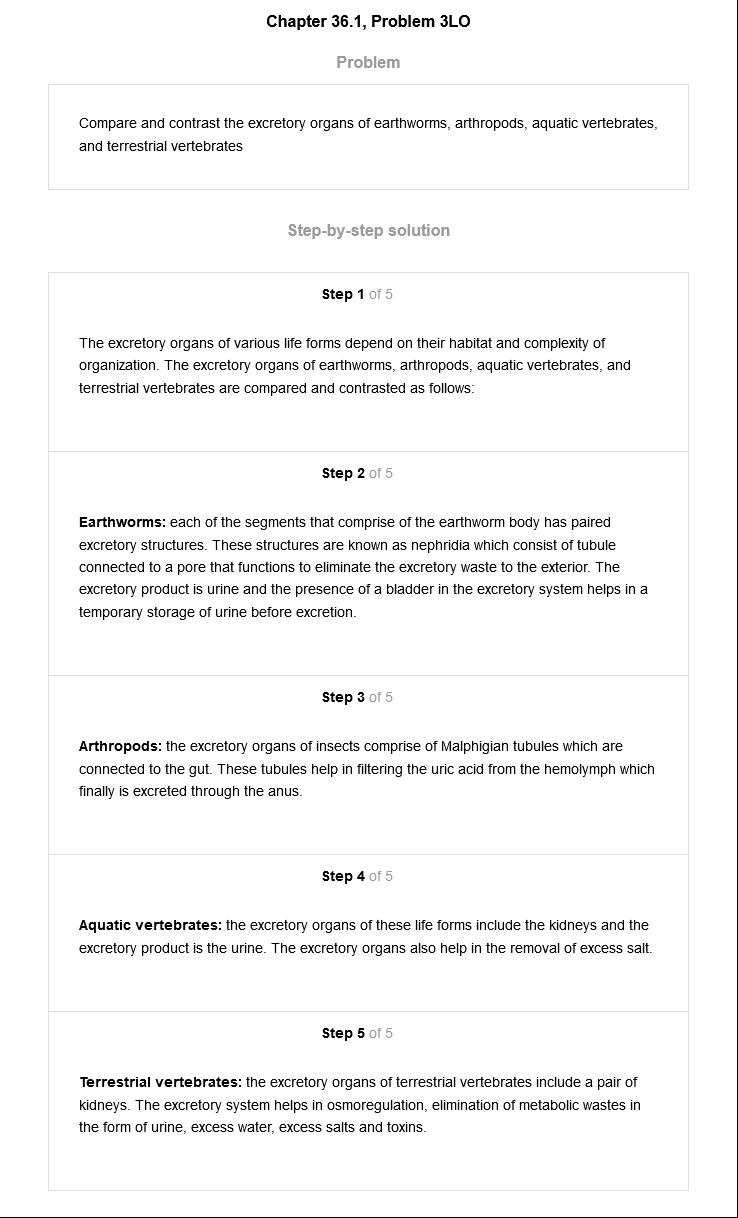 Chapter 36.1, Problem 3LO
Problem
Compare and contrast the excretory organs of earthworms, arthropods, aquatic vertebrates,
and terrestrial vertebrates
Step-by-step solution
Step 1 of 5
The excretory organs of various life forms depend on their habitat and complexity of
organization. The excretory organs of earthworms, arthropods, aquatic vertebrates, and
terrestrial vertebrates are compared and contrasted as follows:
Step 2 of 5
Earthworms: each of the segments that comprise of the earthworm body has paired
excretory structures. These structures are known as nephridia which consist of tubule
connected to a pore that functions to eliminate the excretory waste to the exterior. The
excretory product is urine and the presence of a bladder in the excretory system helps in a
temporary storage of urine before excretion.
Step 3 of 5
Arthropods: the excretory organs of insects comprise of Malphigian tubules which are
connected to the gut. These tubules help in filtering the uric acid from the hemolymph which
finally is excreted through the anus.
Step 4 of 5
Aquatic vertebrates: the excretory organs of these life forms include the kidneys and the
excretory product is the urine. The excretory organs also help in the removal of excess salt.
Step 5 of 5
Terrestrial vertebrates: the excretory organs of terrestrial vertebrates include a pair of
kidneys. The excretory system helps in osmoregulation, elimination of metabolic wastes in
the form of urine, excess water, excess salts and toxins.